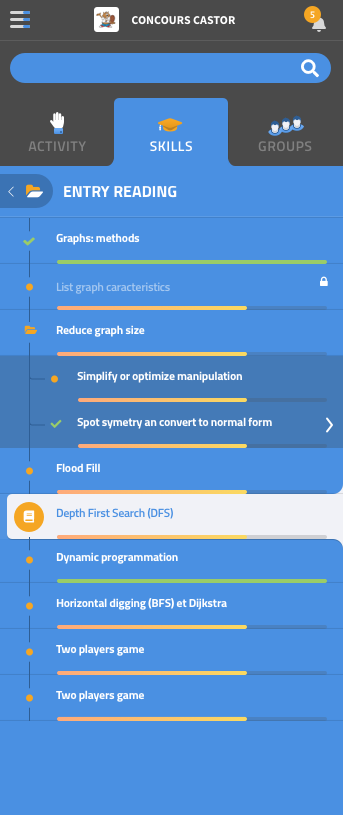 CONCOURS CASTOR
5
ACTIVITY
SKILLS
GROUPS
ENTRY READING
Graphs: methods
List graph caracteristics
Reduce graph size
Simplify or optimize manipulation
Spot symetry an convert to normal form
Flood Fill
Depth First Search (DFS)
Dynamic programmation
Horizontal digging (BFS) et Dijkstra
Two players game
Two players game